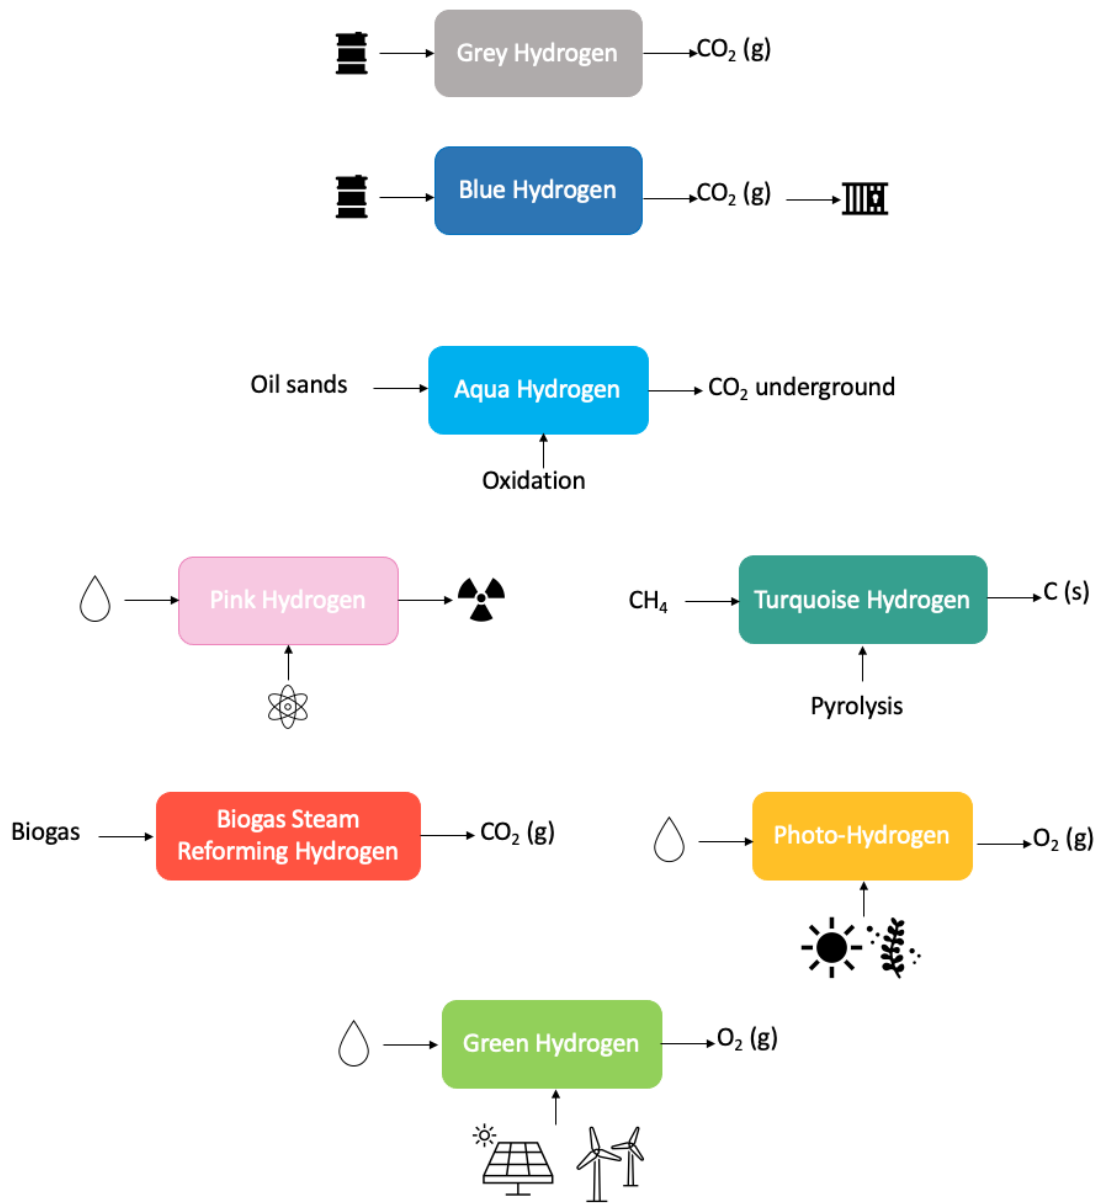 Grey Hydrogen
CO₂ (g)
Blue Hydrogen
CO₂ (g)
Oil sands
Aqua Hydrogen
CO₂ underground
Oxidation
Pink Hydrogen
CH₄
Turquoise Hydrogen
C (s)
Pyrolysis
Biogas
Biogas Steam
Reforming Hydrogen
CO₂ (g)
Photo-Hydrogen
O₂ (g)
Green Hydrogen
O₂ (g)